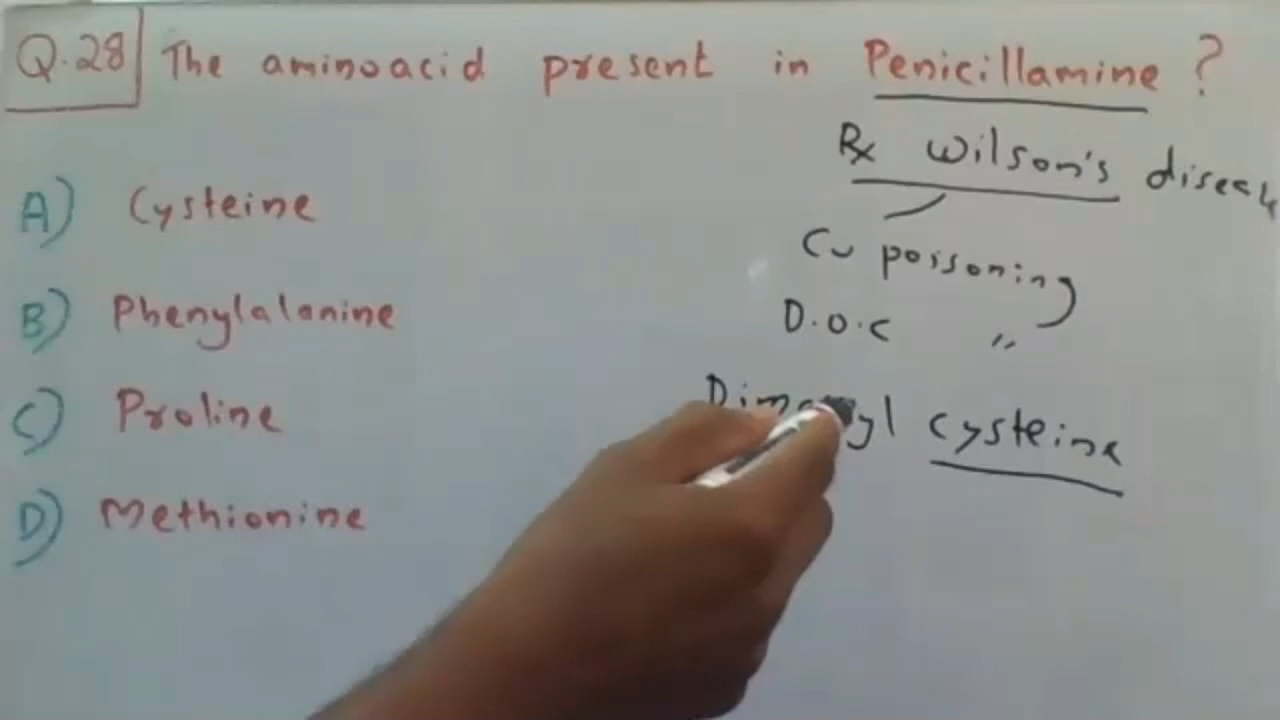 Q.28 The aminoacid present in Penicillamine ?
Rx Wilson's
A) Cysteine
Cu poisoning
B) Phenylalanine
D.O.C "
C) Proline
cysteine
D) Methionine